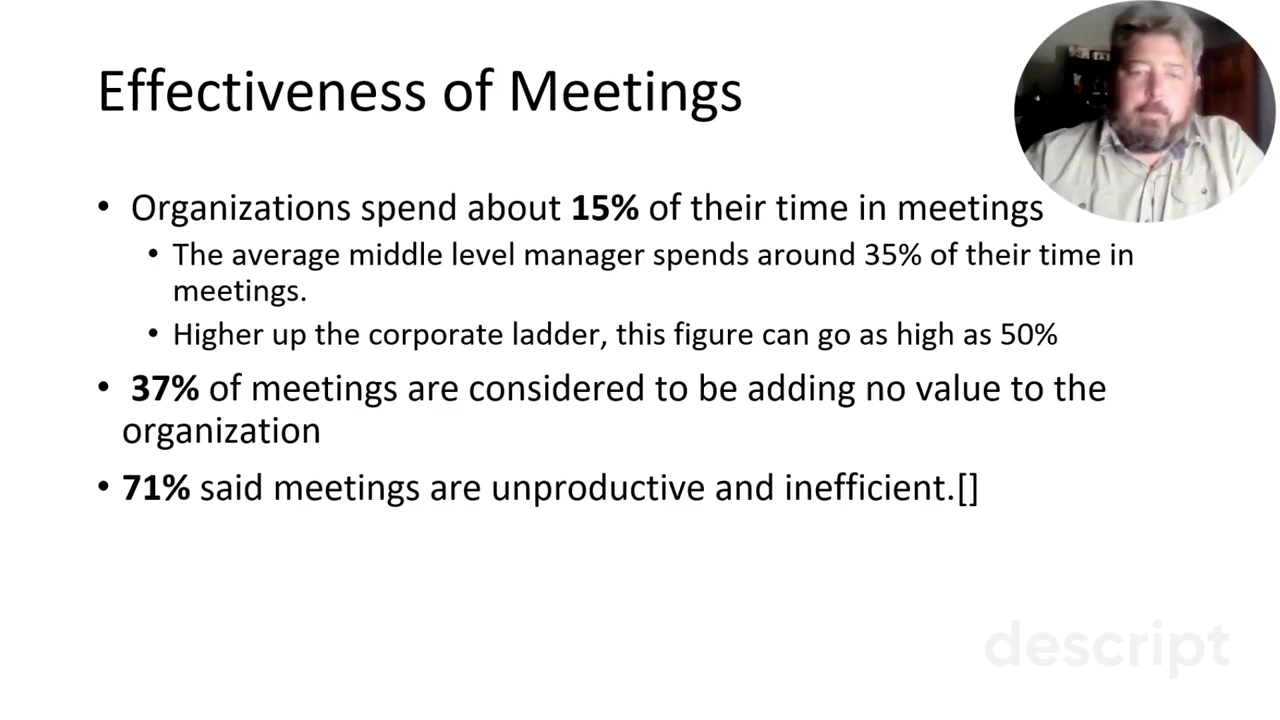 Effectiveness of Meetings
• Organizations spend about 15% of their time in meetings
• The average middle level manager spends around 35% of their time in
meetings.
• Higher up the corporate ladder, this figure can go as high as 50%
• 37% of meetings are considered to be adding no value to the
organization
• 71% said meetings are unproductive and inefficient.[]
descript